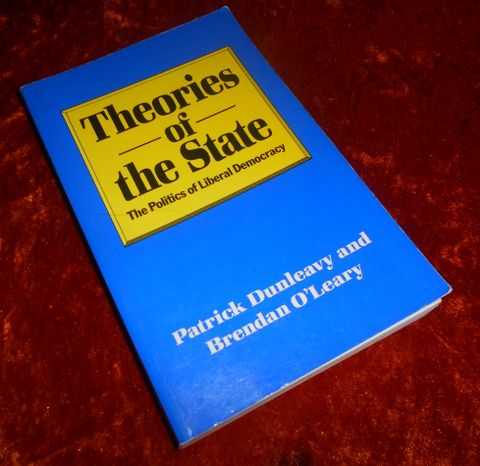 Theories
of
the State
The Politics of Liberal Democracy
Patrick Dunleavy and
Brendan O'Leary